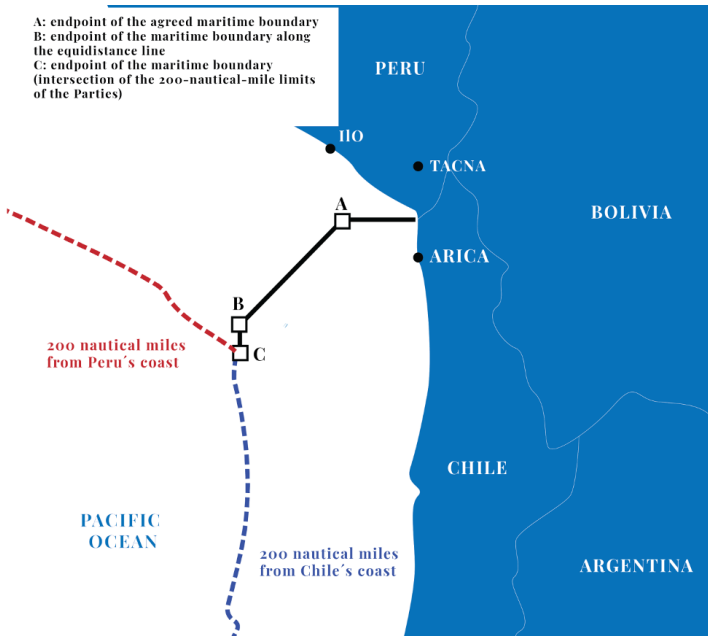 A: endpoint of the agreed maritime boundary
B: endpoint of the maritime boundary along
the equidistance line
C: endpoint of the maritime boundary
(intersection of the 200-nautical-mile limits
of the Parties)
PERU
IlO
TACNA
A
BOLIVIA
ARICA
B
200 nautical miles
from Peru´s coast
C
CHILE
PACIFIC
OCEAN
200 nautical miles
from Chile´s coast
ARGENTINA